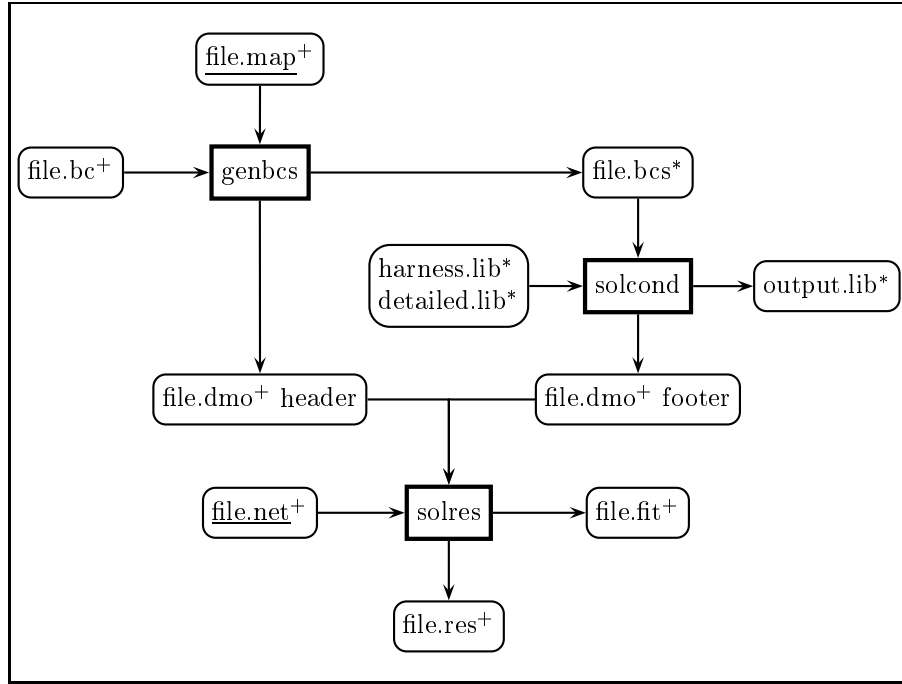 file.map+
file.bc+
genbcs
file.bcs*
harness.lib*
detailed.lib*
solcond
output.lib*
file.dmo+ header
file.dmo+ footer
file.net+
solres
file.fit+
file.res+